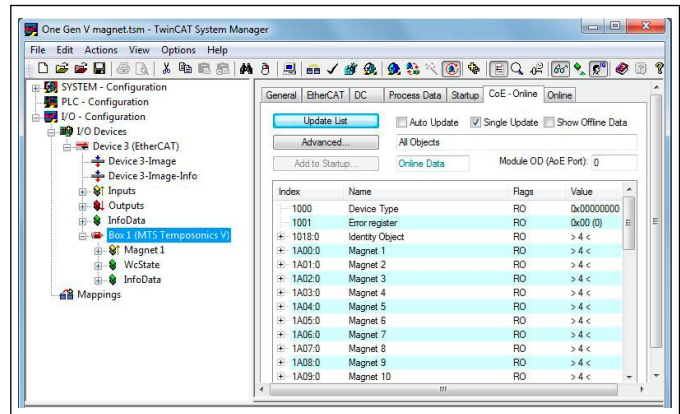 One Gen V magnet.tsm - TwinCAT System Manager
File Edit Actions View Options Help
SYSTEM - Configuration
PLC - Configuration
I/O - Configuration
I/O Devices
Device 3 (EtherCAT)
Device 3-Image
Device 3-Image-Info
Inputs
Outputs
InfoData
Box 1 (MTS Temposonics V)
Magnet 1
WcState
InfoData
Mappings
General EtherCAT DC Process Data Startup CoE - Online Online
Update List Auto Update Single Update Show Offline Data
Advanced... All Objects
Add to Startup... Online Data Module OD (AoE Port): 0
Index Name Flags Value
1000 Device Type RO 0x00000000
1001 Error register RO 0x00 (0)
1018:0 Identity Object RO > 4 <
1A00:0 Magnet 1 RO > 4 <
1A01:0 Magnet 2 RO > 4 <
1A02:0 Magnet 3 RO > 4 <
1A03:0 Magnet 4 RO > 4 <
1A04:0 Magnet 5 RO > 4 <
1A05:0 Magnet 6 RO > 4 <
1A06:0 Magnet 7 RO > 4 <
1A07:0 Magnet 8 RO > 4 <
1A08:0 Magnet 9 RO > 4 <
1A09:0 Magnet 10 RO > 4 <